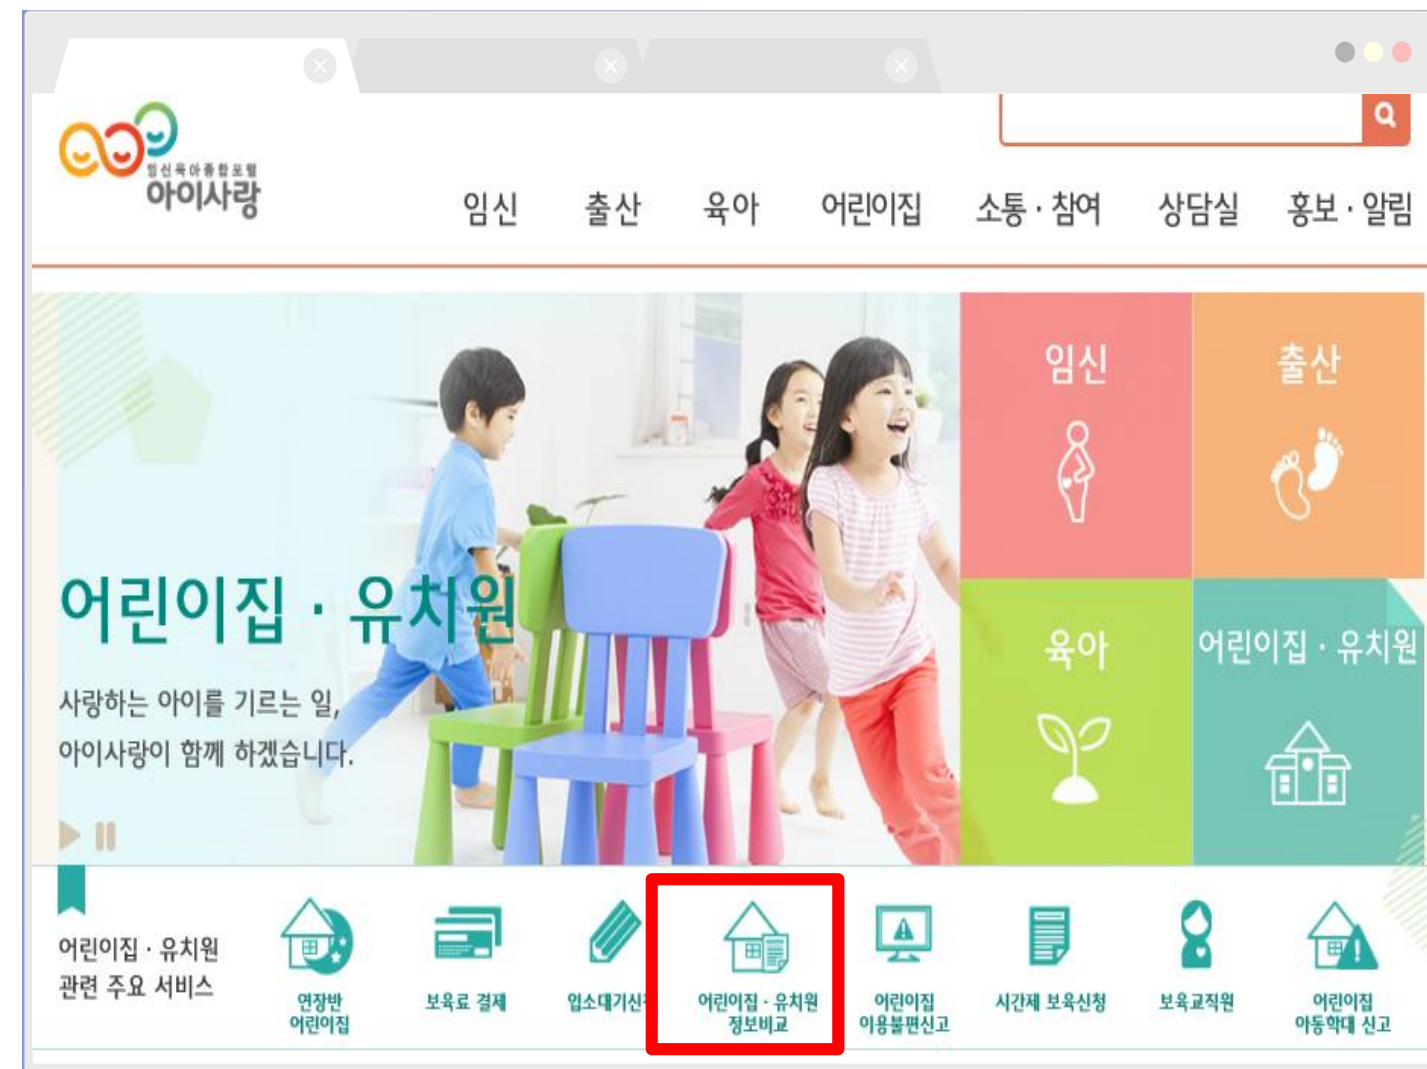 임신육아종합포털
아이사랑
임신 출산 육아 어린이집 소통 · 참여 상담실 홍보 · 알림
어린이집 · 유치원
사랑하는 아이를 기르는 일,
아이사랑이 함께 하겠습니다.
임신
출산
육아
어린이집 · 유치원
어린이집 · 유치원
관련 주요 서비스
연장반
어린이집
보육료 결제
입소대기신청
어린이집 · 유치원
정보비교
어린이집
이용불편신고
시간제 보육신청
보육교직원
어린이집
아동학대 신고